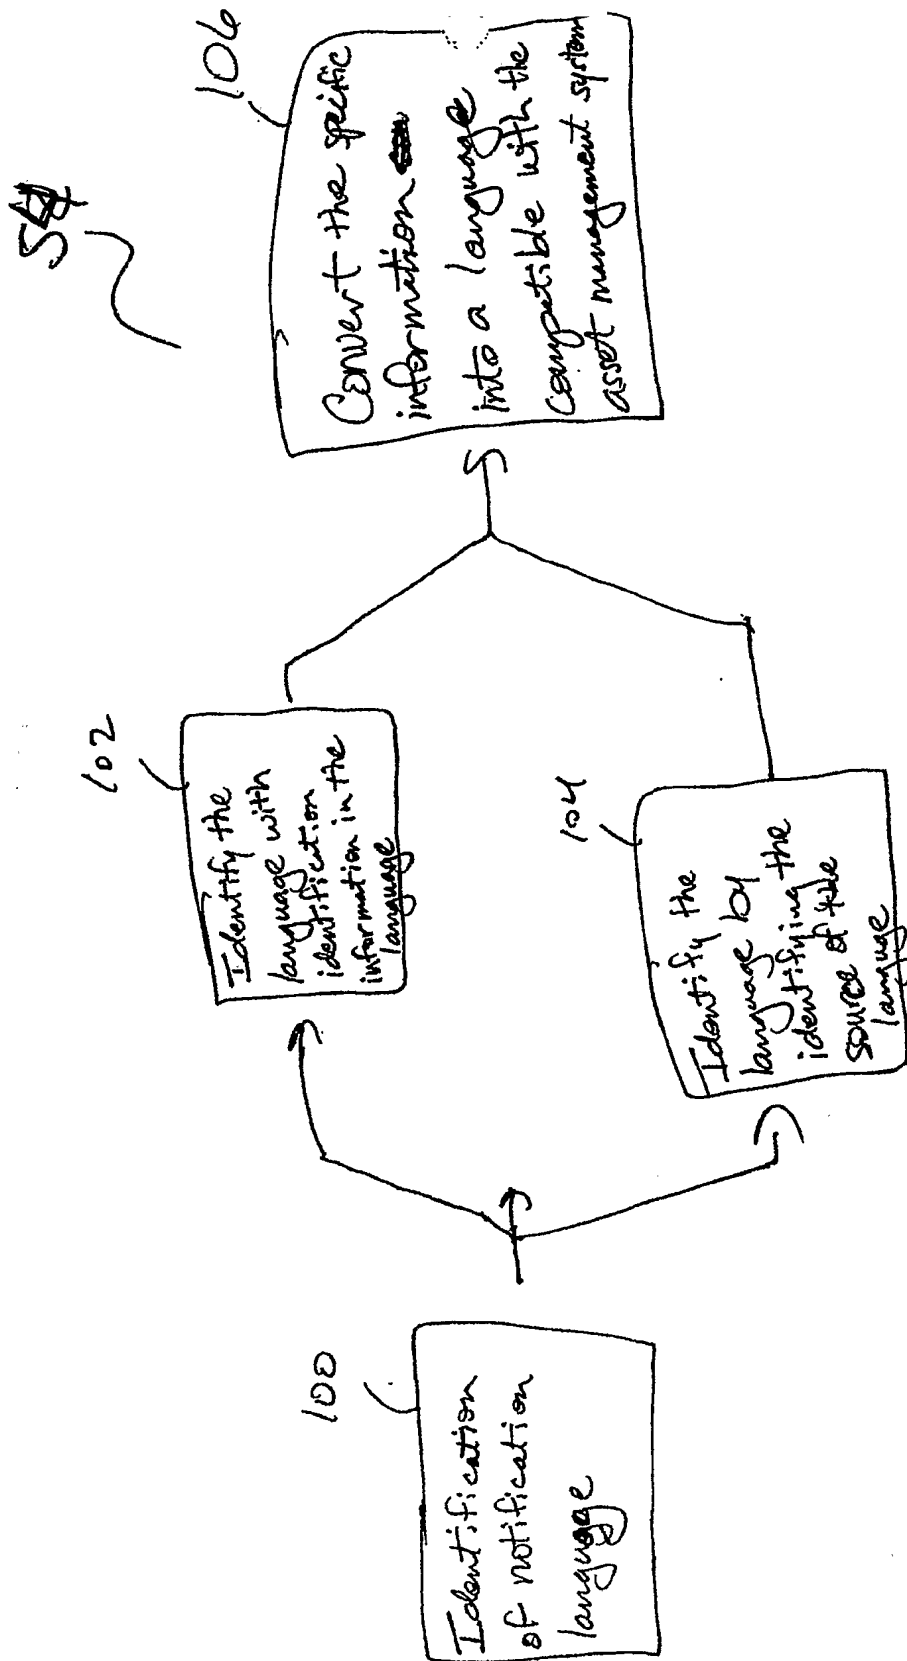 100
Identification
of notification
language
102
Identify the
language with
identification
information in the
language
104
Identify the
language by
identifying the
source of the
language
106
Convert the specific
information
into a language
compatible with the
asset management system